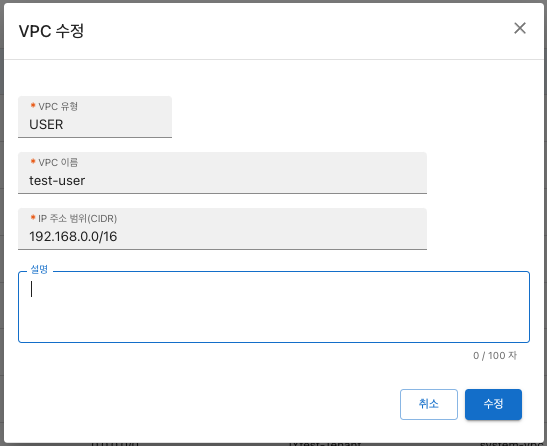 VPC 수정
* VPC 유형
USER
* VPC 이름
test-user
* IP 주소 범위(CIDR)
192.168.0.0/16
설명
0 / 100 자
취소
수정